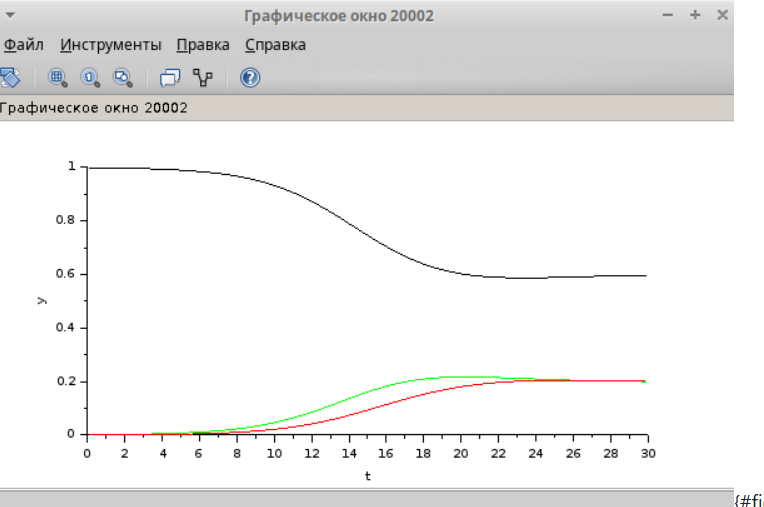 Графическое окно 20002
Файл Инструменты Правка Справка
Графическое окно 20002
1
0.8
0.6
y
0.4
0.2
0
0 2 4 6 8 10 12 14 16 18 20 22 24 26 28 30
t
{#fi